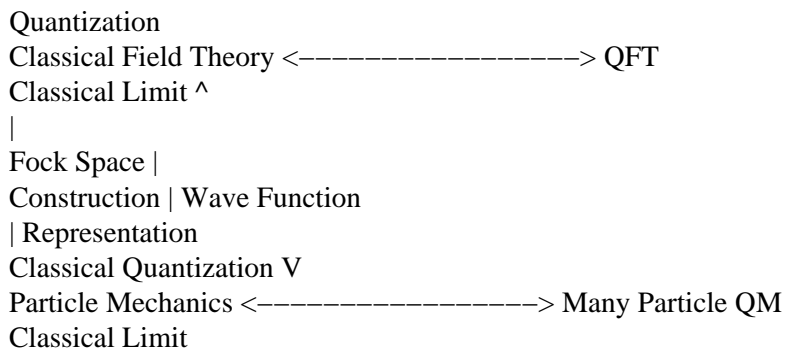 Quantization
Classical Field Theory <−−−−−−−−−−−−−−−−−> QFT
Classical Limit ^
|
Fock Space |
Construction | Wave Function
| Representation
Classical Quantization V
Particle Mechanics <−−−−−−−−−−−−−−−−−> Many Particle QM
Classical Limit